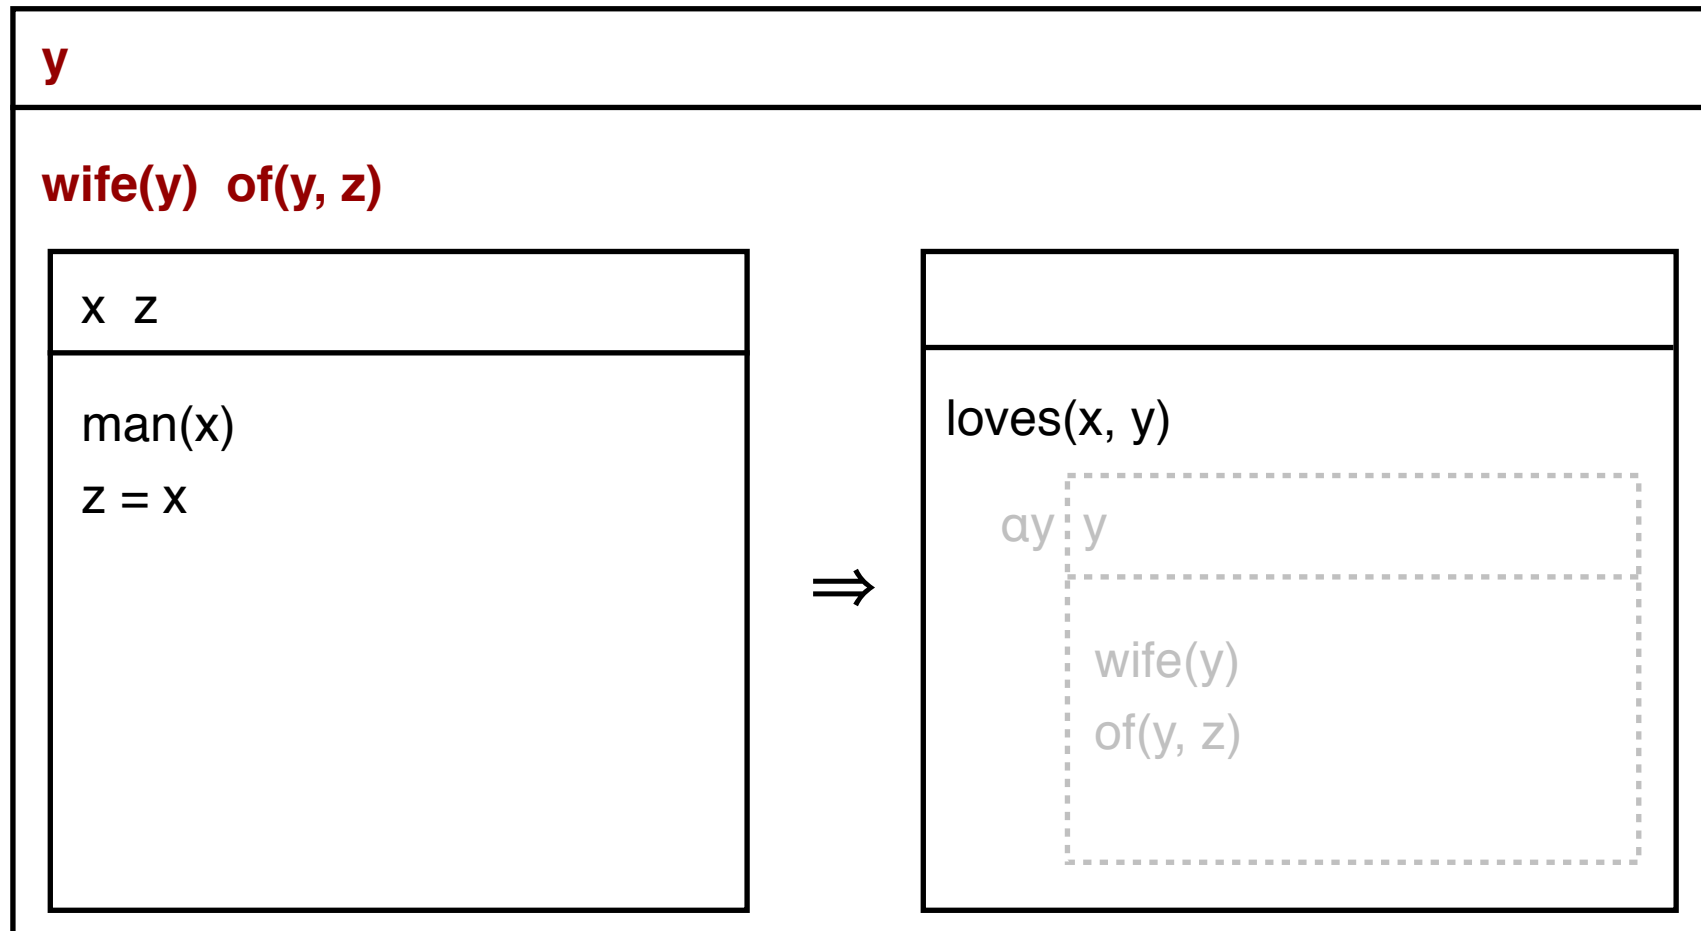 y
wife(y) of(y, z)
x z
man(x)
z = x
⇒
loves(x, y)
αy y
wife(y)
of(y, z)